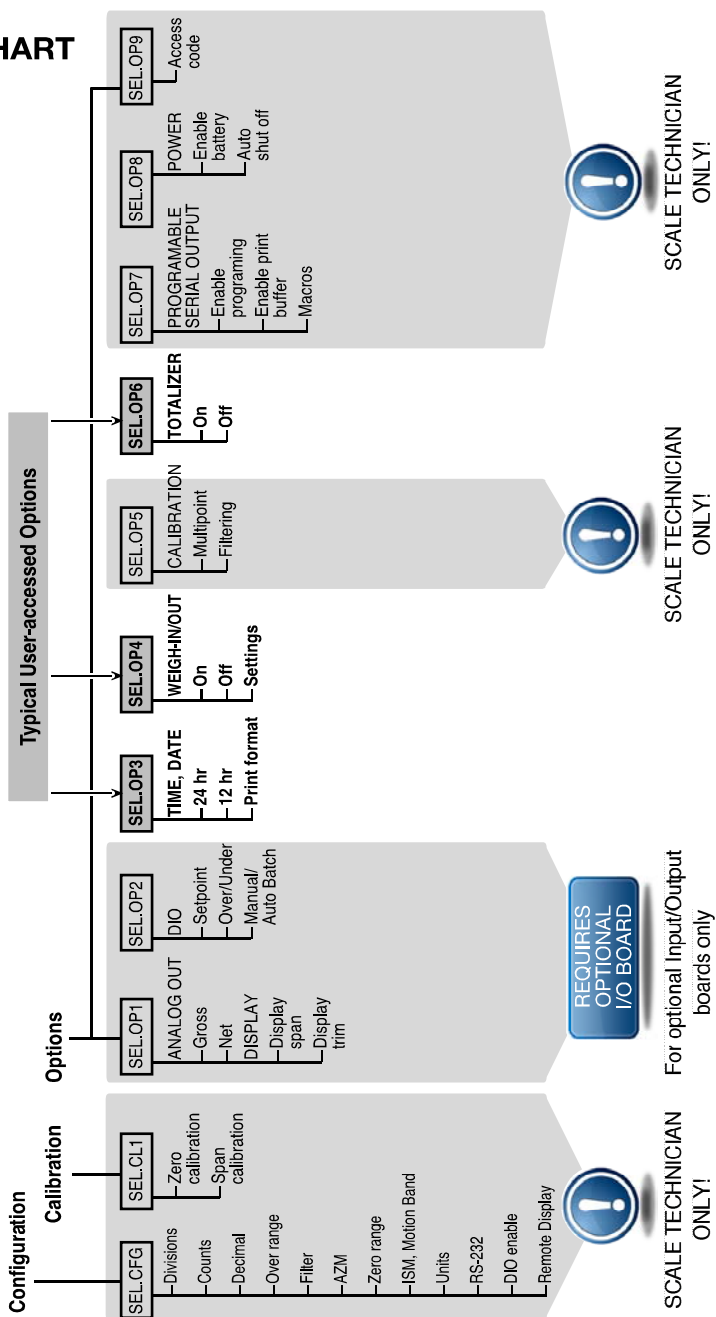 HART
Configuration
Calibration
Options
Typical User-accessed Options
SEL.CFG
Divisions
Counts
Decimal
Over range
Filter
AZM
Zero range
ISM, Motion Band
Units
RS-232
DIO enable
Remote Display
SEL.CL1
Zero
calibration
Span
calibration
SCALE TECHNICIAN
ONLY!
SEL.OP1
ANALOG OUT
Gross
Net
DISPLAY
Display
span
Display
trim
SEL.OP2
DIO
Setpoint
Over/Under
Manual/
Auto Batch
REQUIRES
OPTIONAL
I/O BOARD
For optional Input/Output
boards only
SEL.OP3
TIME, DATE
24 hr
12 hr
Print format
SEL.OP4
WEIGH-IN/OUT
On
Off
Settings
SEL.OP5
CALIBRATION
Multipoint
Filtering
SCALE TECHNICIAN
ONLY!
SEL.OP6
TOTALIZER
On
Off
SEL.OP7
PROGRAMABLE
SERIAL OUTPUT
Enable
programing
Enable print
buffer
Macros
SEL.OP8
POWER
Enable
battery
Auto
shut off
SEL.OP9
Access
code
SCALE TECHNICIAN
ONLY!